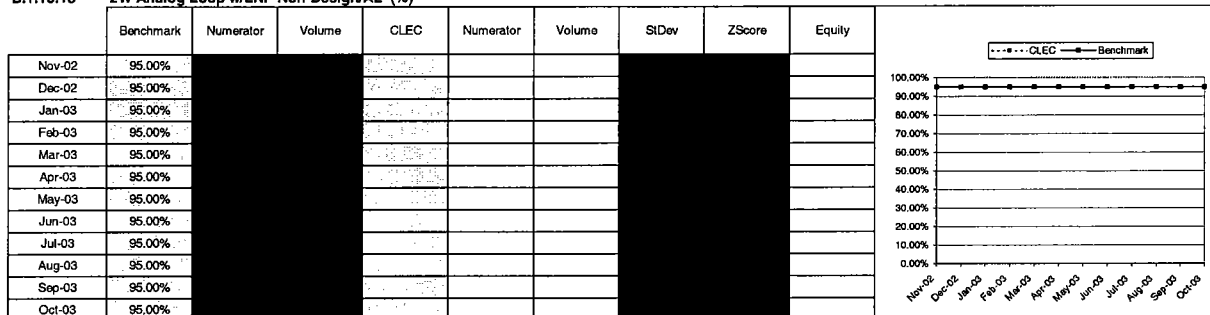 2W Analog Loop w/LNP Non-Design/AL (%)
Benchmark Numerator Volume CLEC Numerator Volume StDev ZScore Equity
Nov-02 95.00%
Dec-02 95.00%
Jan-03 95.00%
Feb-03 95.00%
Mar-03 95.00%
Apr-03 95.00%
May-03 95.00%
Jun-03 95.00%
Jul-03 95.00%
Aug-03 95.00%
Sep-03 95.00%
Oct-03 95.00%
CLEC Benchmark
100.00%
90.00%
80.00%
70.00%
60.00%
50.00%
40.00%
30.00%
20.00%
10.00%
0.00%
Nov-02 Dec-02 Jan-03 Feb-03 Mar-03 Apr-03 May-03 Jun-03 Jul-03 Aug-03 Sep-03 Oct-03